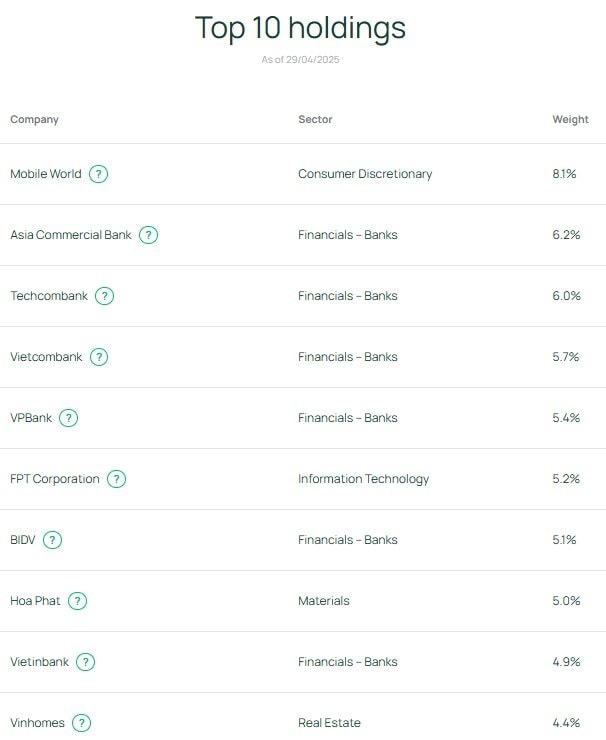 Top 10 holdings
As of 29/04/2025
Company Sector Weight
Mobile World ? Consumer Discretionary 8.1%
Asia Commercial Bank ? Financials – Banks 6.2%
Techcombank ? Financials – Banks 6.0%
Vietcombank ? Financials – Banks 5.7%
VPBank ? Financials – Banks 5.4%
FPT Corporation ? Information Technology 5.2%
BIDV ? Financials – Banks 5.1%
Hoa Phat ? Materials 5.0%
Vietinbank ? Financials – Banks 4.9%
Vinhomes ? Real Estate 4.4%